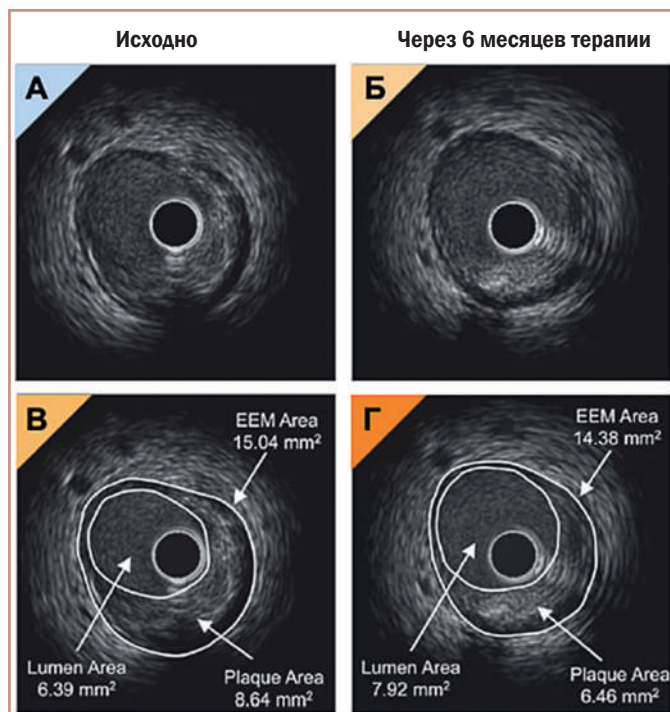 Исходно
Через 6 месяцев терапии
А
Б
В
EEM Area
15.04 mm²
Lumen Area
6.39 mm²
Plaque Area
8.64 mm²
Г
EEM Area
14.38 mm²
Lumen Area
7.92 mm²
Plaque Area
6.46 mm²